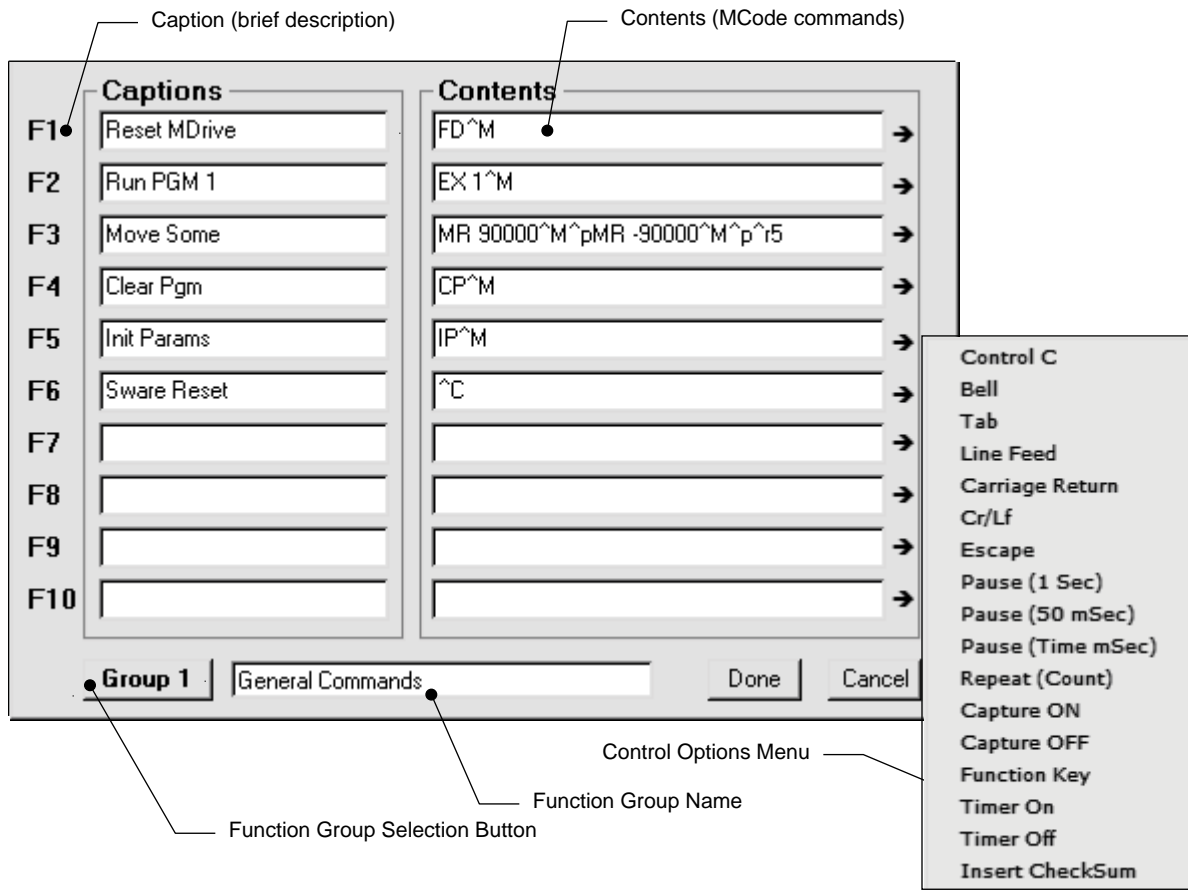 Caption (brief description)
Contents (MCode commands)
Captions
Contents
F1
Reset MDrive
FD^M
F2
Run PGM 1
EX 1^M
F3
Move Some
MR 90000^M^pMR -90000^M^p^r5
F4
Clear Pgm
CP^M
F5
Init Params
IP^M
F6
Sware Reset
^C
F7
F8
F9
F10
Group 1
General Commands
Done
Cancel
Control C
Bell
Tab
Line Feed
Carriage Return
Cr/Lf
Escape
Pause (1 Sec)
Pause (50 mSec)
Pause (Time mSec)
Repeat (Count)
Capture ON
Capture OFF
Function Key
Timer On
Timer Off
Insert CheckSum
Control Options Menu
Function Group Name
Function Group Selection Button